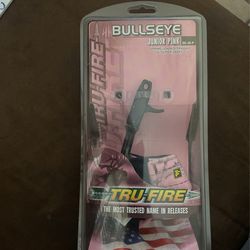 BULLSEYE
JUNIOR PINK
TRU-FIRE
TRU-FIRE
THE MOST TRUSTED NAME IN RELEASES